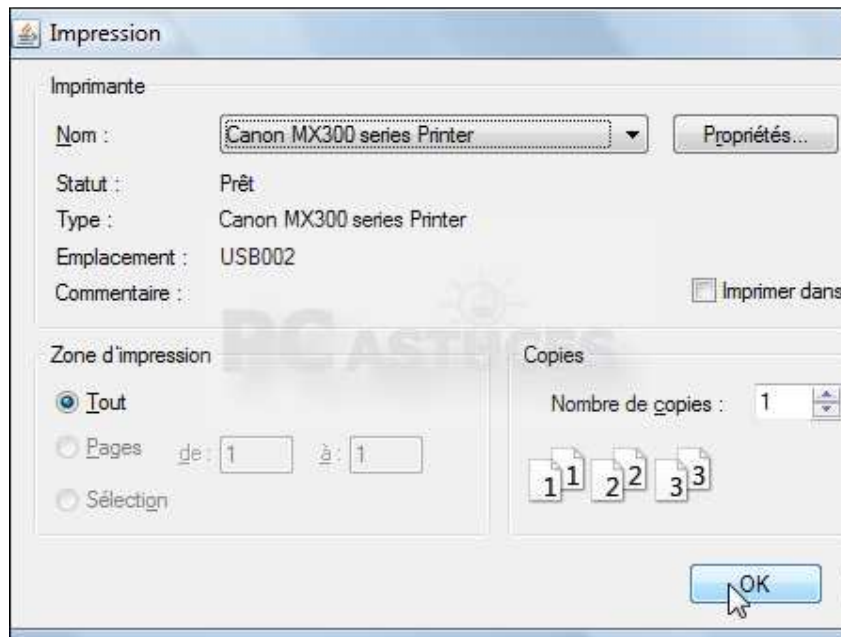 Impression
Imprimante
Nom : Canon MX300 series Printer Propriétés...
Statut : Prêt
Type : Canon MX300 series Printer
Emplacement : USB002
Commentaire : Imprimer dans
PC ASTUCES
Zone d'impression
Tout
Pages de : 1 à : 1
Sélection
Copies
Nombre de copies : 1
1 1 2 2 3 3
OK